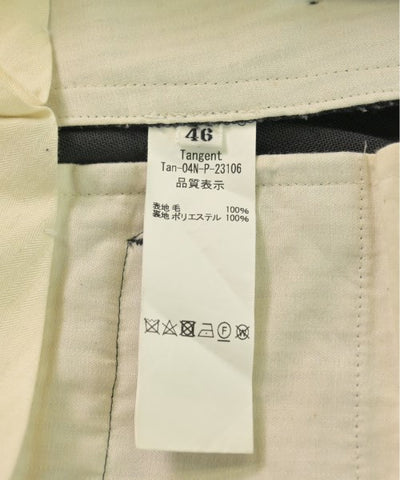 46
Tangent
Tan-04N-P-23106
品質表示
表地 毛 100%
裏地 ポリエステル 100%
F
W